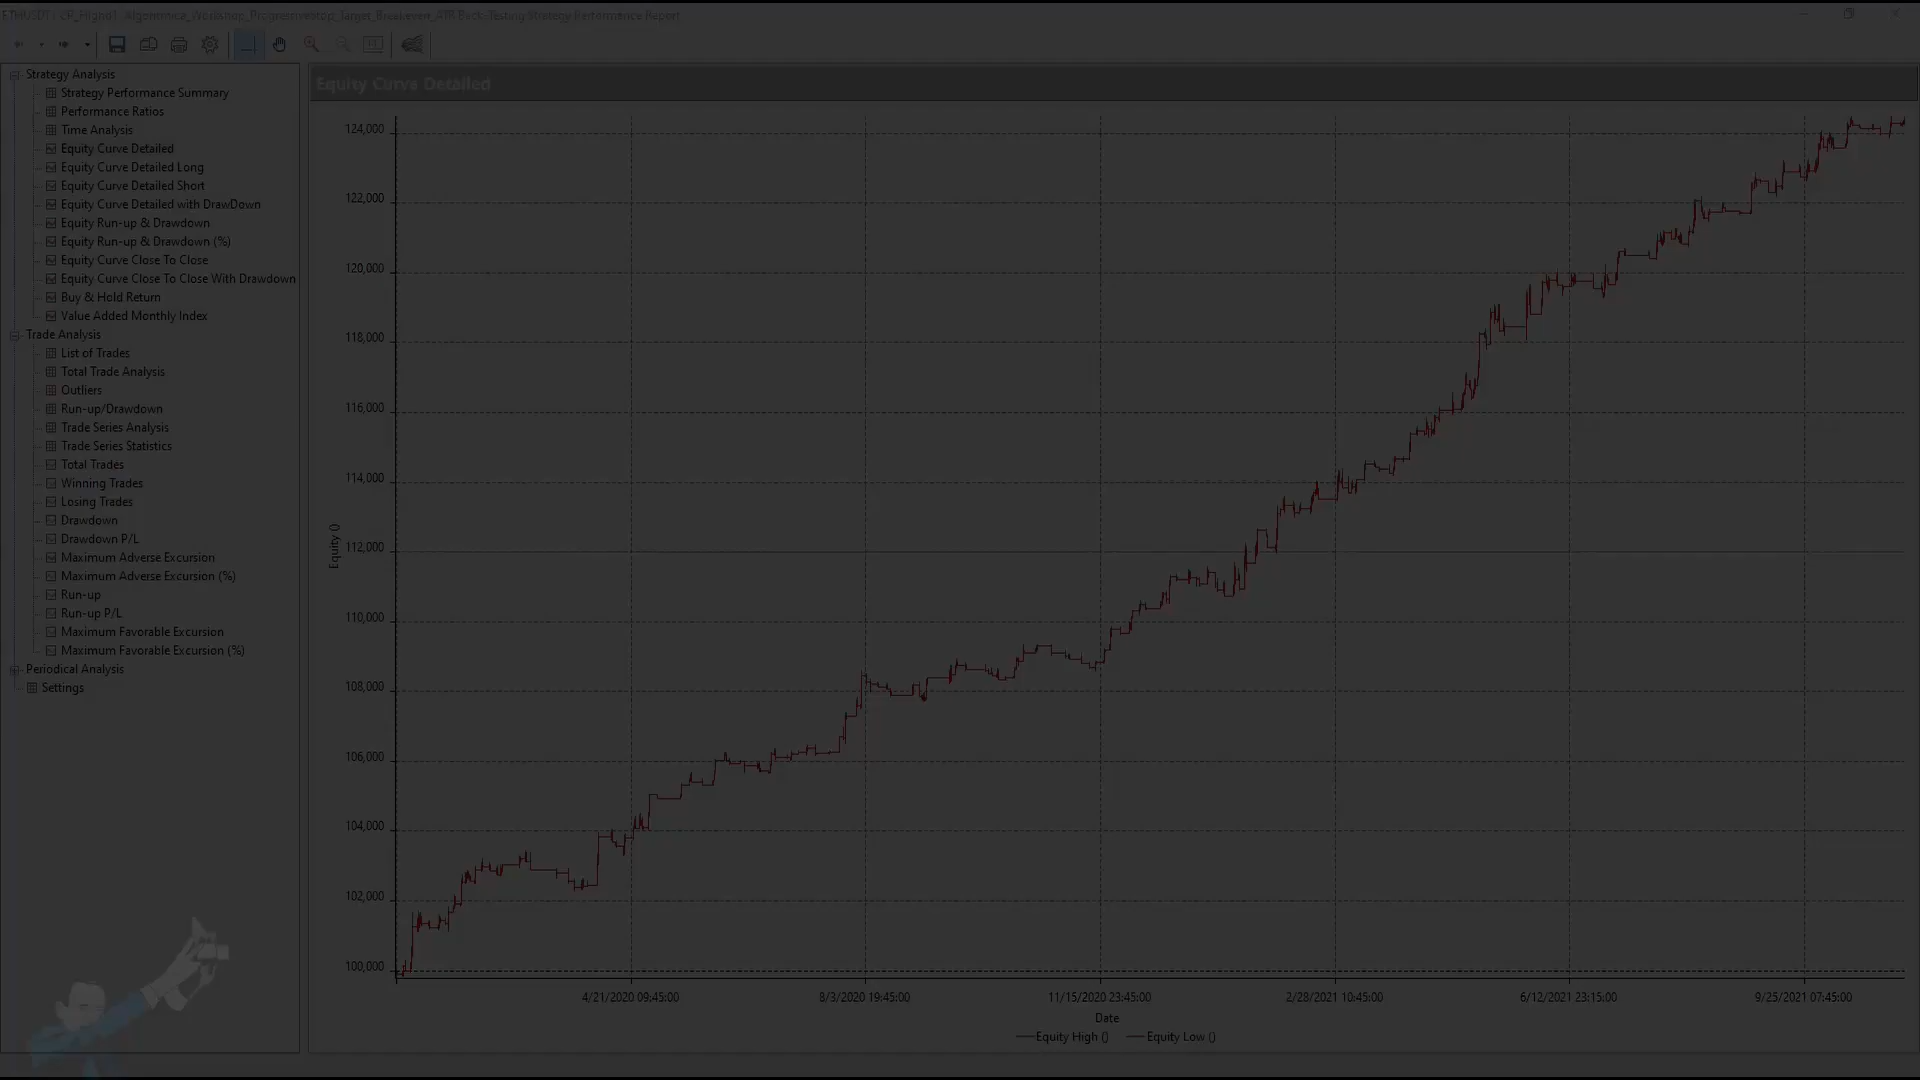 Back-Testing Strategy Performance Report
Strategy Analysis
Strategy Performance Summary
Performance Ratios
Time Analysis
Equity Curve Detailed
Equity Curve Detailed Long
Equity Curve Detailed Short
Equity Curve Detailed with DrawDown
Equity Run-up & Drawdown
Equity Run-up & Drawdown (%)
Equity Curve Close To Close
Equity Curve Close To Close With Drawdown
Buy & Hold Return
Value Added Monthly Index
Trade Analysis
List of Trades
Total Trade Analysis
Outliers
Run-up/Drawdown
Trade Series Analysis
Trade Series Statistics
Total Trades
Winning Trades
Losing Trades
Drawdown
Drawdown P/L
Maximum Adverse Excursion
Maximum Adverse Excursion (%)
Run-up
Run-up P/L
Maximum Favorable Excursion
Maximum Favorable Excursion (%)
Periodical Analysis
Settings
Equity Curve Detailed
124,000
122,000
120,000
118,000
116,000
114,000
112,000
110,000
108,000
106,000
104,000
102,000
100,000
Equity ()
4/21/2020 09:45:00
8/3/2020 19:45:00
11/15/2020 23:45:00
2/28/2021 10:45:00
6/12/2021 23:15:00
9/25/2021 07:45:00
Date
Equity High () Equity Low ()